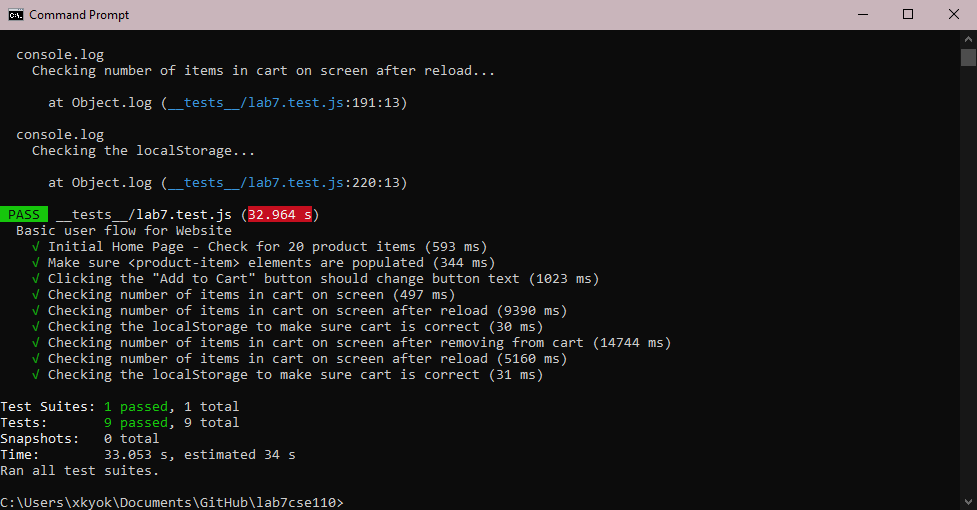 Command Prompt
console.log
Checking number of items in cart on screen after reload...
at Object.log (__tests__/lab7.test.js:191:13)
console.log
Checking the localStorage...
at Object.log (__tests__/lab7.test.js:220:13)
PASS __tests__/lab7.test.js (32.964 s)
Basic user flow for Website
√ Initial Home Page - Check for 20 product items (593 ms)
√ Make sure <product-item> elements are populated (344 ms)
√ Clicking the "Add to Cart" button should change button text (1023 ms)
√ Checking number of items in cart on screen (497 ms)
√ Checking number of items in cart on screen after reload (9390 ms)
√ Checking the localStorage to make sure cart is correct (30 ms)
√ Checking number of items in cart on screen after removing from cart (14744 ms)
√ Checking number of items in cart on screen after reload (5160 ms)
√ Checking the localStorage to make sure cart is correct (31 ms)
Test Suites: 1 passed, 1 total
Tests:       9 passed, 9 total
Snapshots:   0 total
Time:        33.053 s, estimated 34 s
Ran all test suites.
C:\Users\xkyok\Documents\GitHub\lab7cse110>